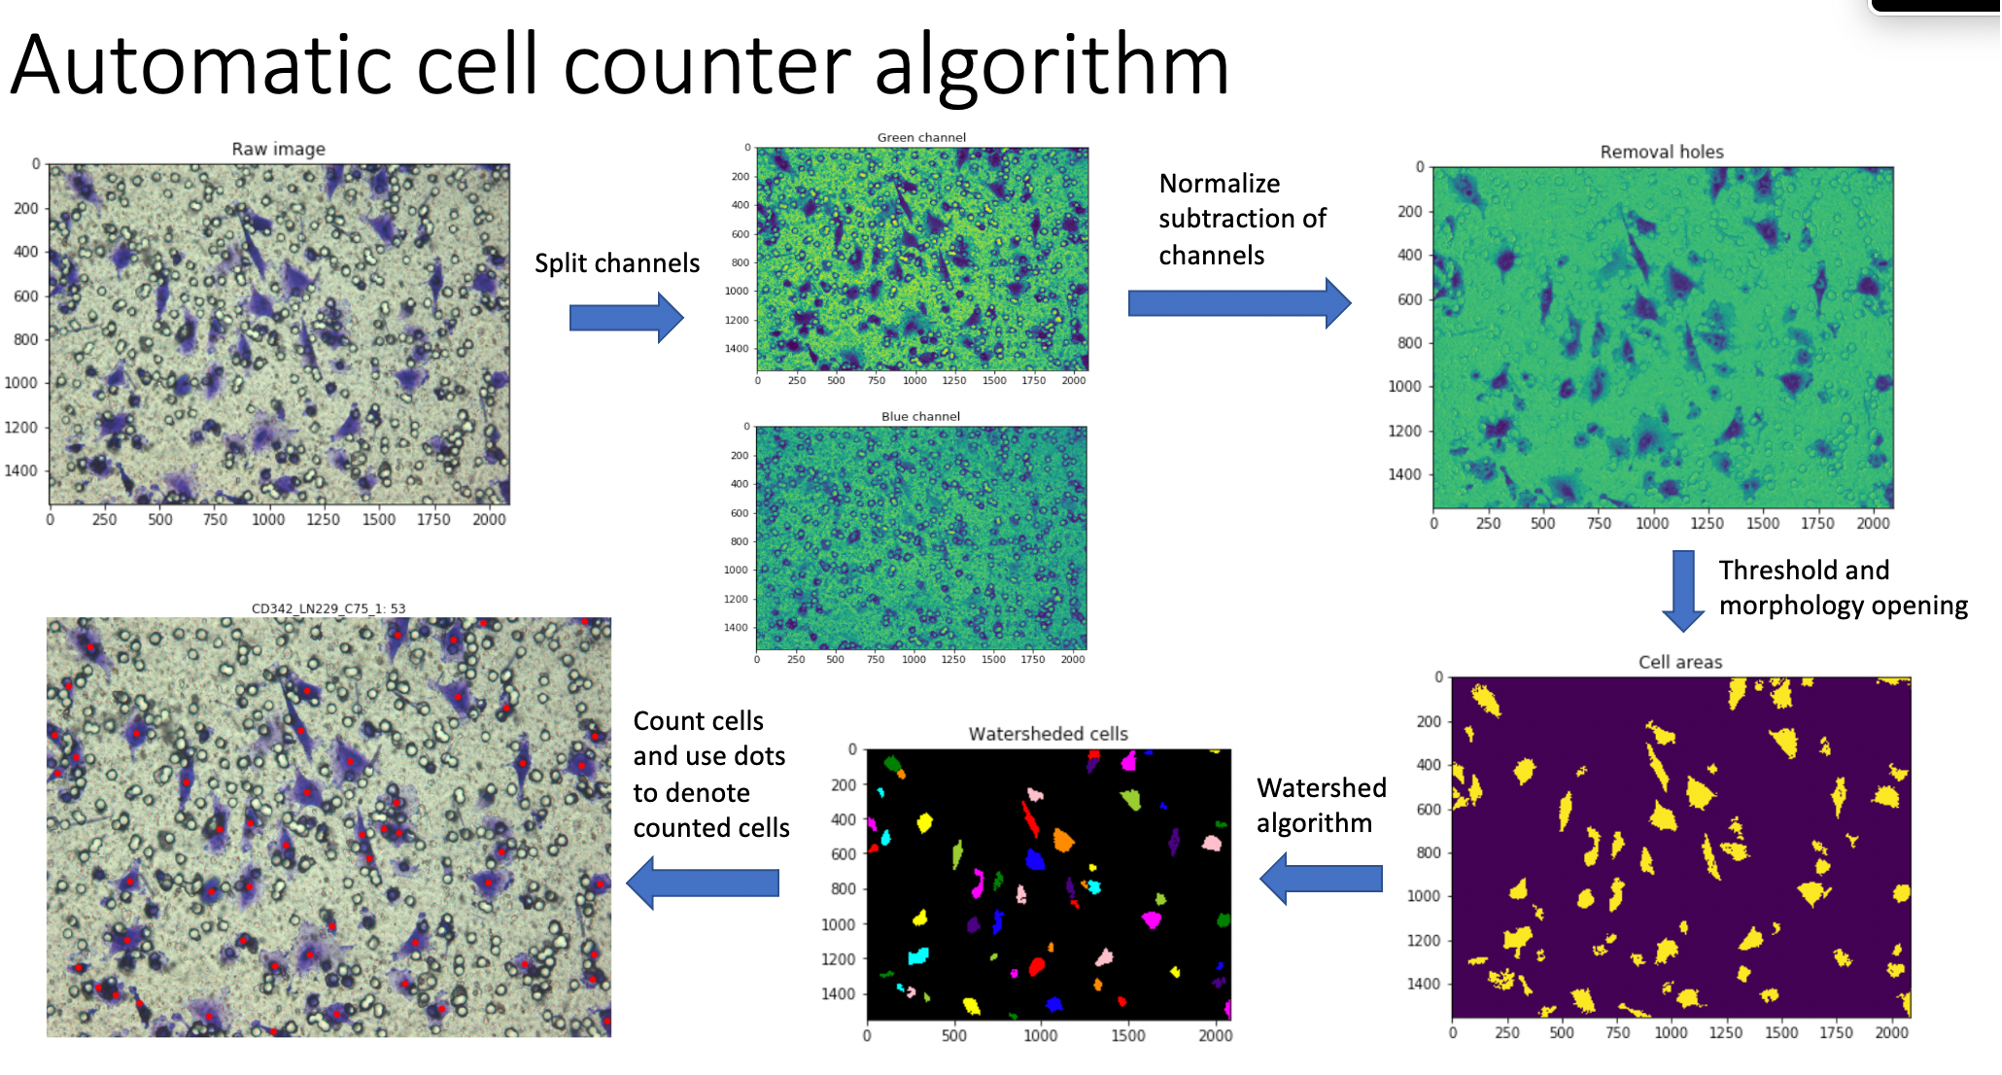 Automatic cell counter algorithm
Raw image
0
200
400
600
800
1000
1200
1400
0 250 500 750 1000 1250 1500 1750 2000
Split channels
Green channel
0
200
400
600
800
1000
1200
1400
0 250 500 750 1000 1250 1500 1750 2000
Blue channel
0
200
400
600
800
1000
1200
1400
0 250 500 750 1000 1250 1500 1750 2000
Normalize
subtraction of
channels
Removal holes
0
200
400
600
800
1000
1200
1400
0 250 500 750 1000 1250 1500 1750 2000
Threshold and
morphology opening
Cell areas
0
200
400
600
800
1000
1200
1400
0 250 500 750 1000 1250 1500 1750 2000
Watershed
algorithm
Watersheded cells
0
200
400
600
800
1000
1200
1400
0 500 1000 1500 2000
Count cells
and use dots
to denote
counted cells
CD342_LN229_C75_1: 53